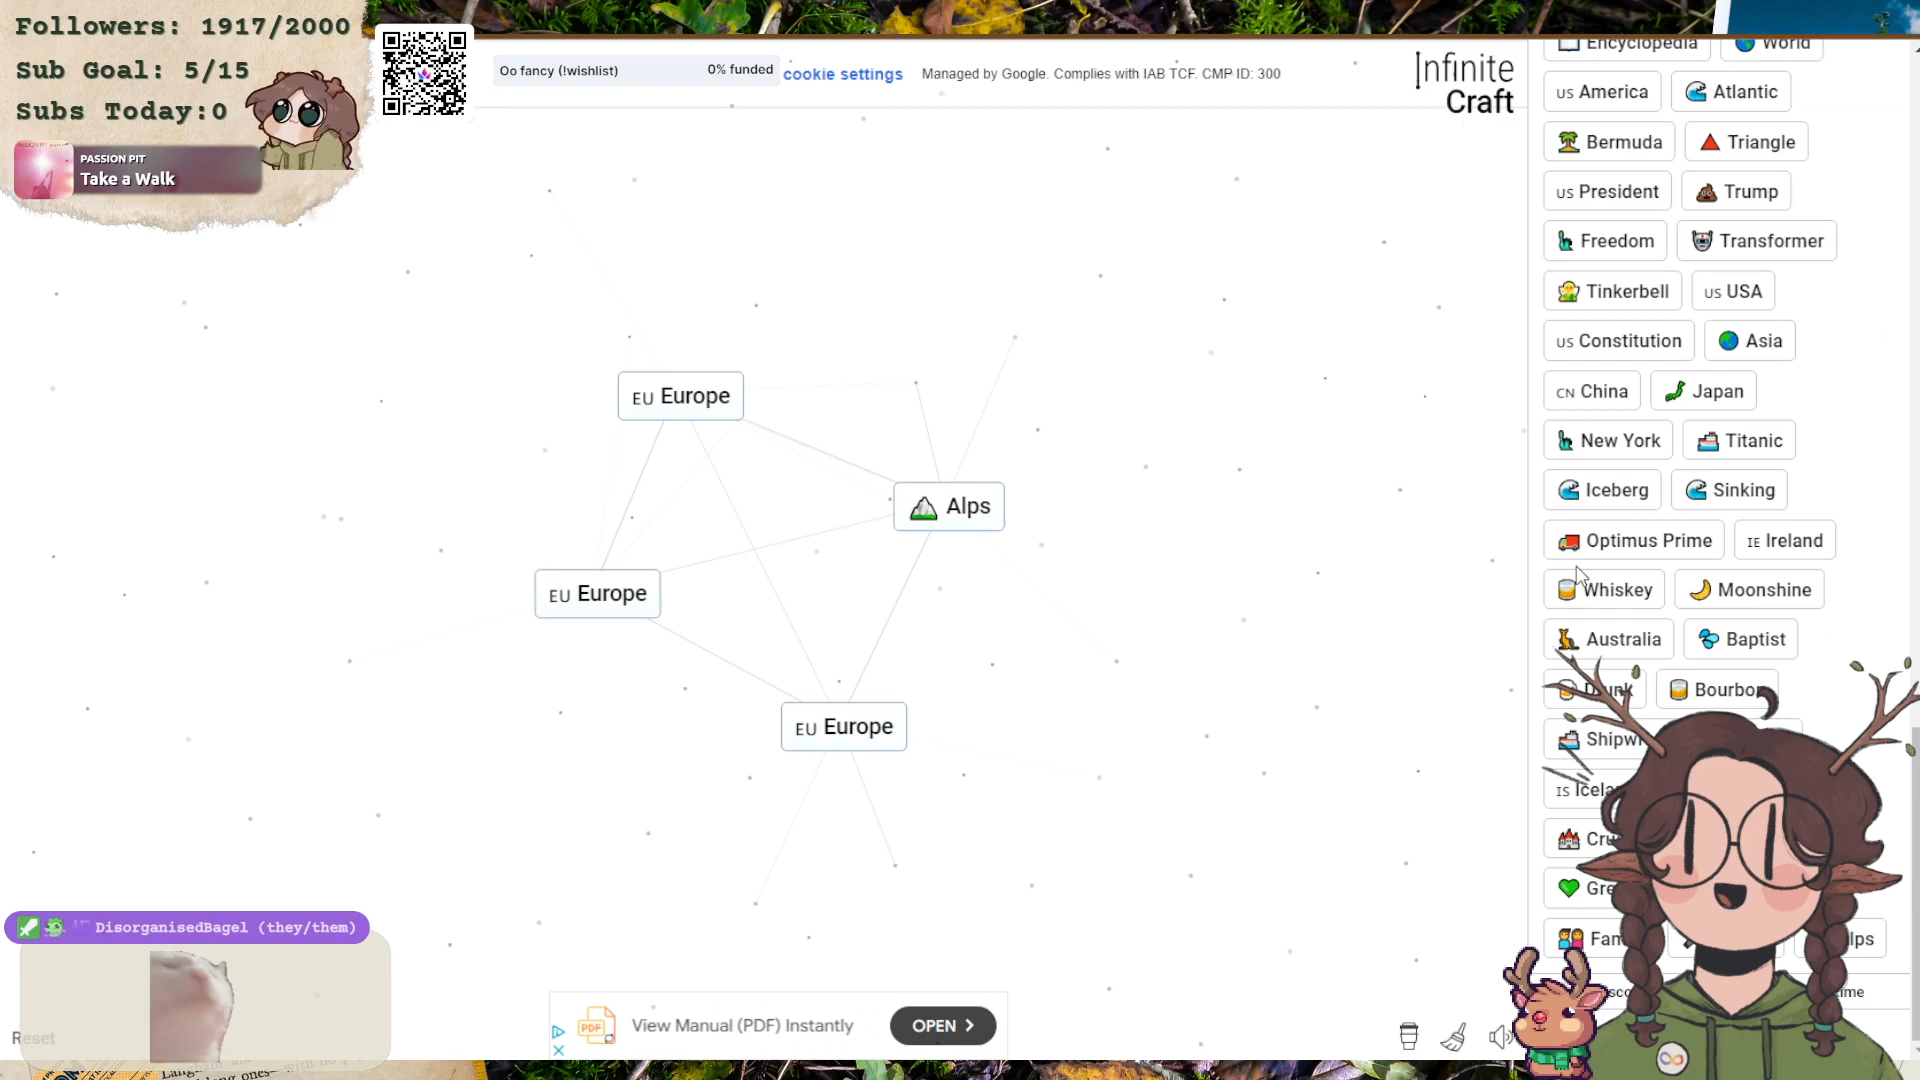 Followers: 1917/2000
Sub Goal: 5/15
Subs Today:0
PASSION PIT
Take a Walk
Oo fancy (!wishlist)
0% funded
cookie settings
Managed by Google. Complies with IAB TCF. CMP ID: 300
Infinite
Craft
Encyclopedia
World
US America
Atlantic
Bermuda
Triangle
US President
Trump
Freedom
Transformer
Tinkerbell
US USA
US Constitution
Asia
CN China
Japan
New York
Titanic
Iceberg
Sinking
Optimus Prime
IE Ireland
Whiskey
Moonshine
Australia
Baptist
Drunk
Bourbon
EU Europe
Alps
EU Europe
EU Europe
DisorganisedBagel (they/them)
Reset
PDF
View Manual (PDF) Instantly
OPEN